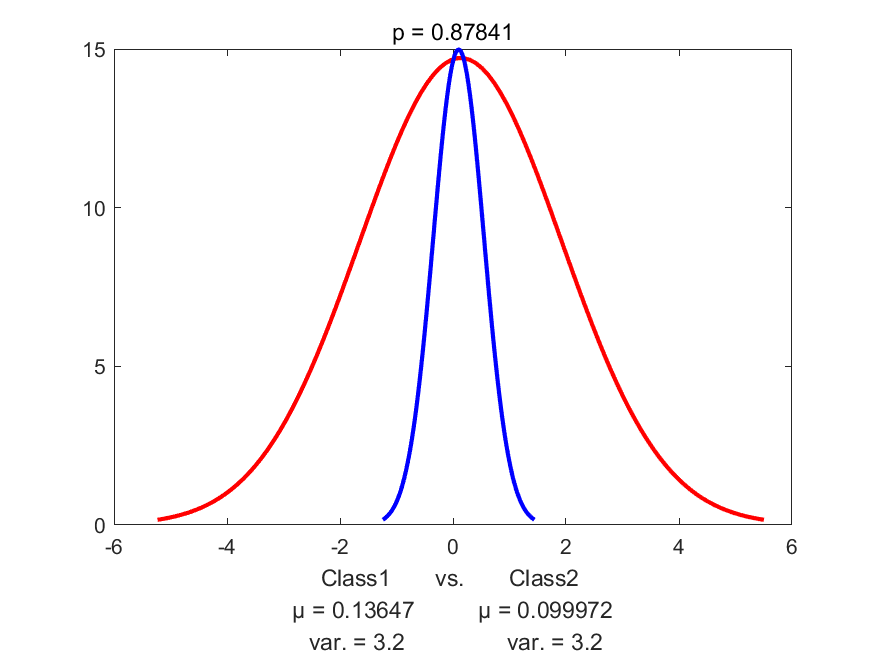 p = 0.87841
15
10
5
0
-6 -4 -2 0 2 4 6
Class1 vs. Class2
μ = 0.13647 μ = 0.099972
var. = 3.2 var. = 3.2